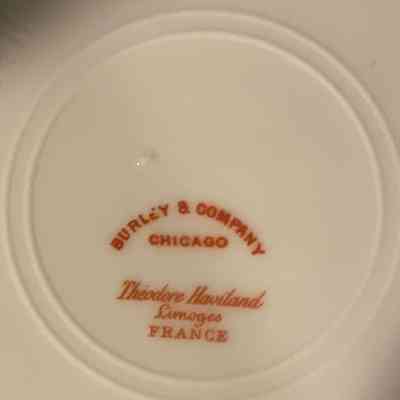 BURLEY & COMPANY
CHICAGO
Théodore Haviland
Limoges
FRANCE